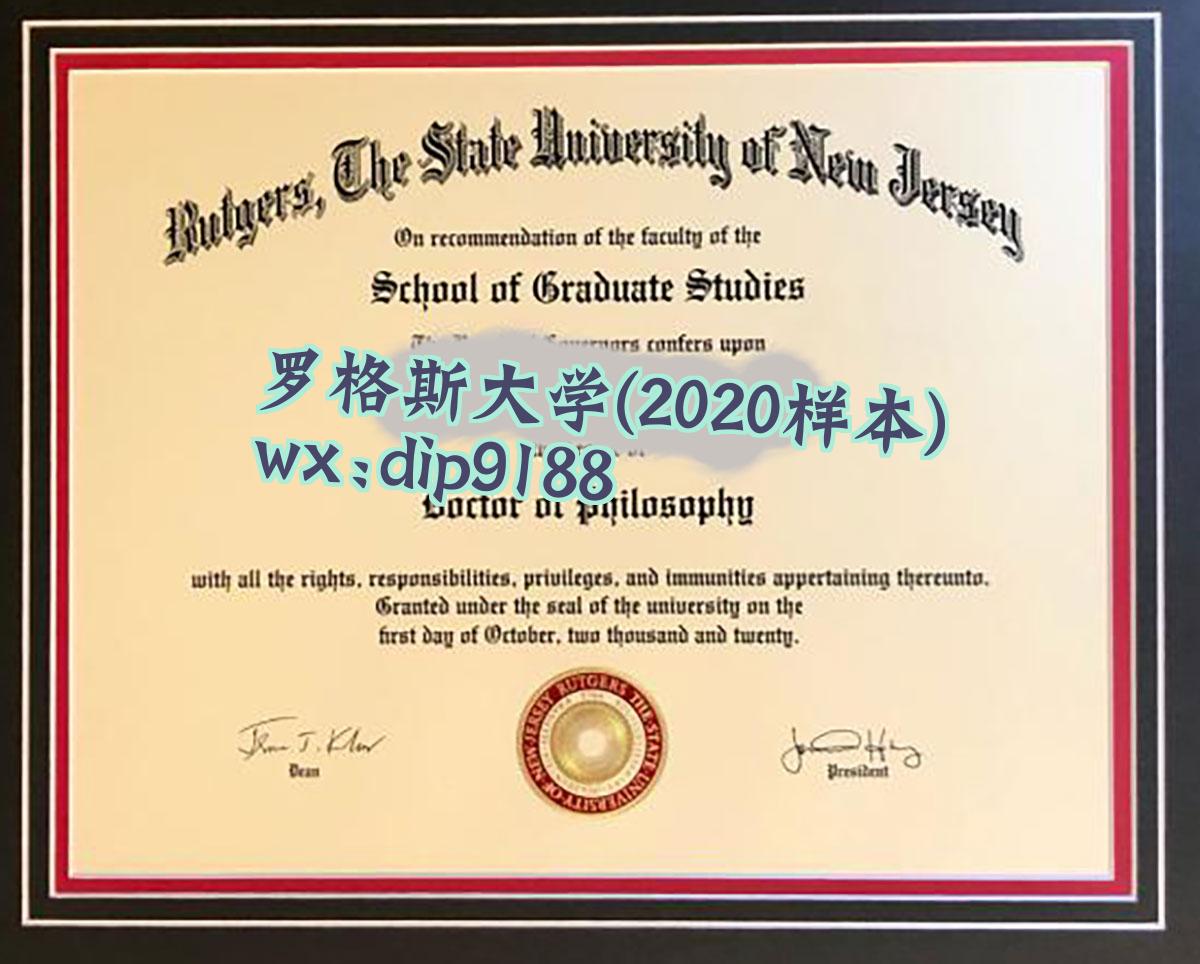 Rutgers, The State University of New Jersey
On recommendation of the faculty of the
School of Graduate Studies
Governors confers upon
罗格斯大学(2020样本)
wx:dip9188
Doctor of Philosophy
with all the rights, responsibilities, privileges, and immunities appertaining thereunto.
Granted under the seal of the university on the
first day of October, two thousand and twenty.
RUTGERS THE STATE UNIVERSITY OF NEW JERSEY
Dean
President